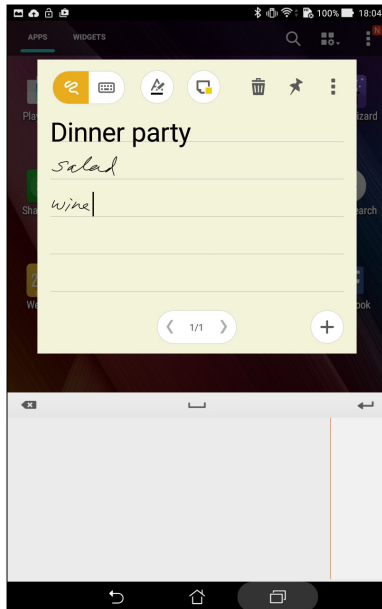 100% 18:04
APPS WIDGETS
N
Dinner party
salad
wine
1/1